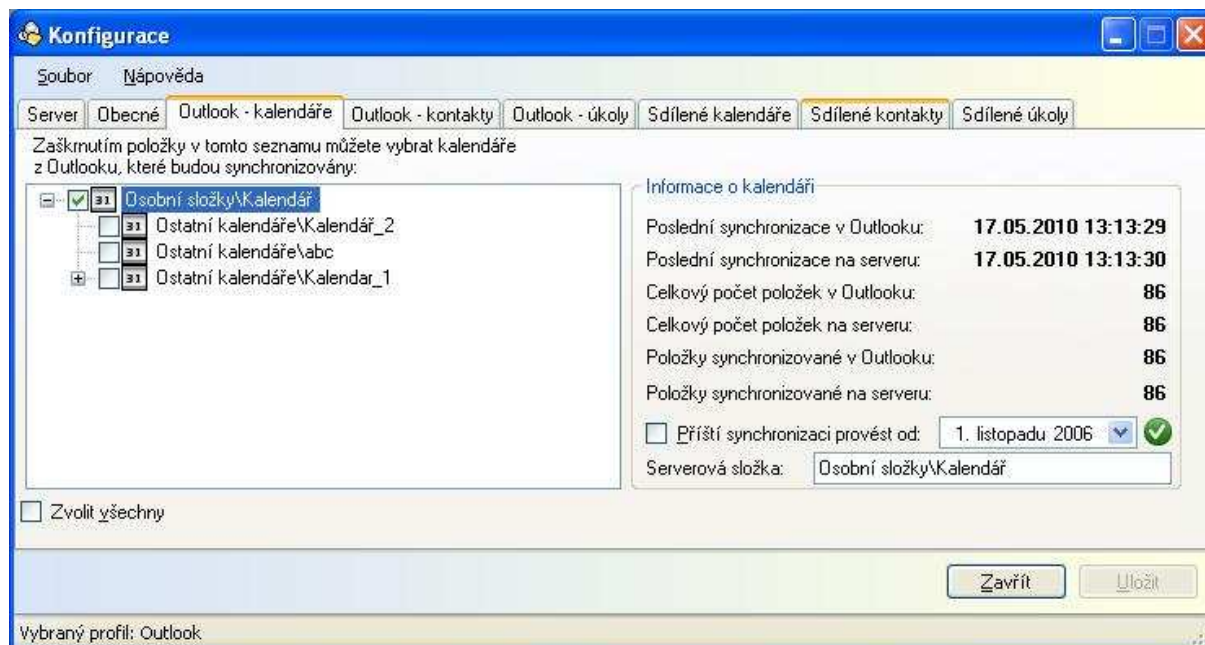 Konfigurace
Soubor Nápověda
Server Obecné Outlook - kalendáře Outlook - kontakty Outlook - úkoly Sdílené kalendáře Sdílené kontakty Sdílené úkoly
Zaškrnutím položky v tomto seznamu můžete vybrat kalendáře
z Outlooku, které budou synchronizovány:
31 Osobní složky\Kalendář
31 Ostatní kalendáře\Kalendář_2
31 Ostatní kalendáře\abc
31 Ostatní kalendáře\Kalendar_1
Zvolit všechny
Informace o kalendáři
Poslední synchronizace v Outlooku: 17.05.2010 13:13:29
Poslední synchronizace na serveru: 17.05.2010 13:13:30
Celkový počet položek v Outlooku: 86
Celkový počet položek na serveru: 86
Položky synchronizované v Outlooku: 86
Položky synchronizované na serveru: 86
Příští synchronizaci provést od: 1. listopadu 2006
Serverová složka: Osobní složky\Kalendář
Zavřít Uložit
Vybraný profil: Outlook